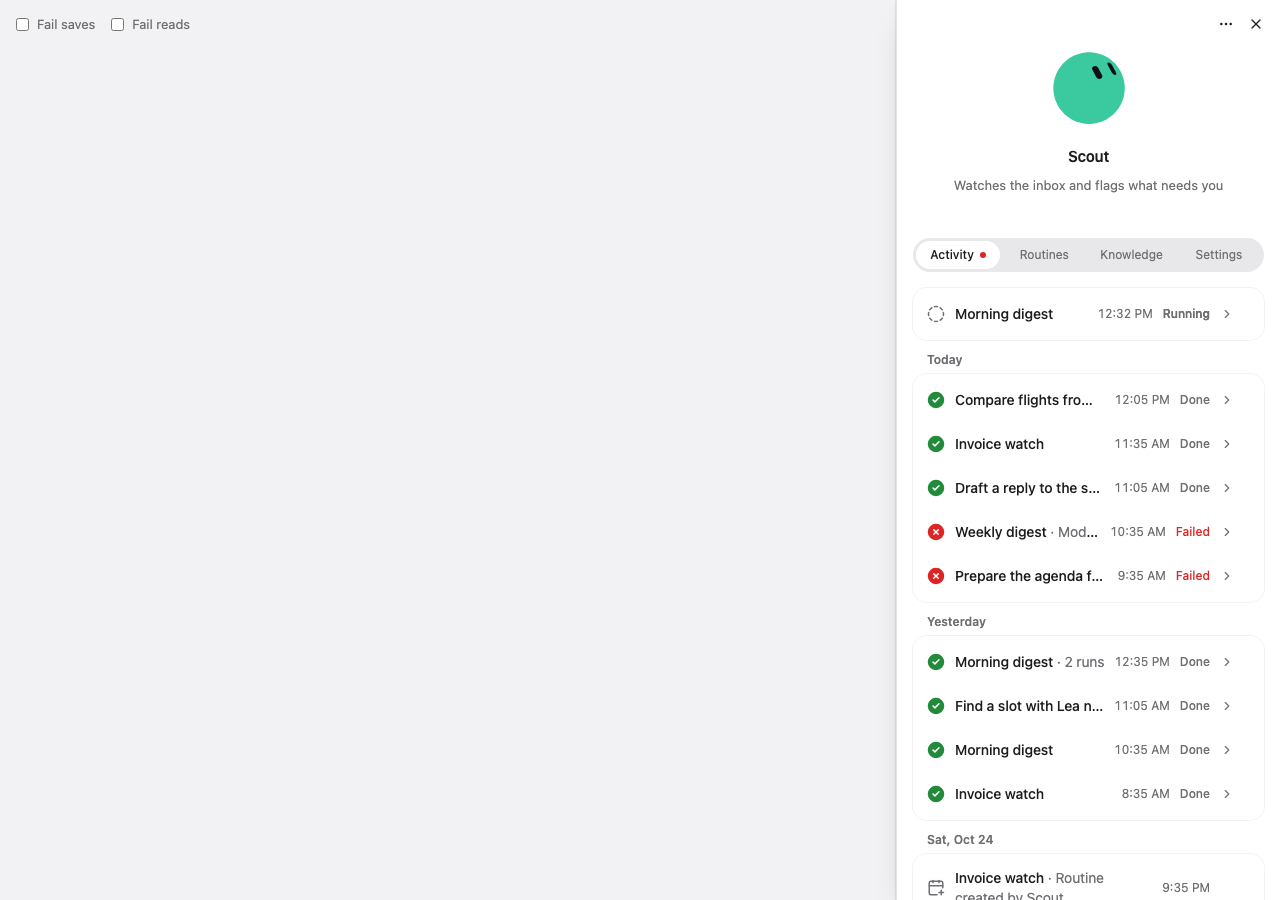 Fail saves Fail reads
Scout
Watches the inbox and flags what needs you
Activity Routines Knowledge Settings
Morning digest 12:32 PM Running
Today
Compare flights fro... 12:05 PM Done
Invoice watch 11:35 AM Done
Draft a reply to the s... 11:05 AM Done
Weekly digest · Mod... 10:35 AM Failed
Prepare the agenda f... 9:35 AM Failed
Yesterday
Morning digest · 2 runs 12:35 PM Done
Find a slot with Lea n... 11:05 AM Done
Morning digest 10:35 AM Done
Invoice watch 8:35 AM Done
Sat, Oct 24
Invoice watch · Routine 9:35 PM
created by Scout